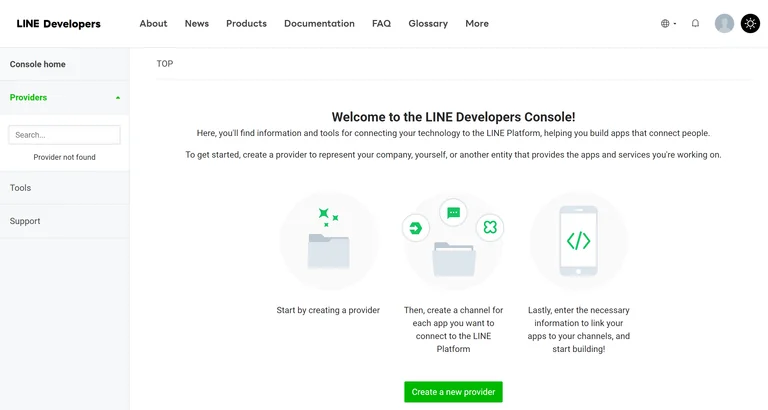 LINE Developers
About
News
Products
Documentation
FAQ
Glossary
More
Console home
Providers
Search...
Provider not found
Tools
Support
TOP
Welcome to the LINE Developers Console!
Here, you'll find information and tools for connecting your technology to the LINE Platform, helping you build apps that connect people.
To get started, create a provider to represent your company, yourself, or another entity that provides the apps and services you're working on.
Start by creating a provider
Then, create a channel for
each app you want to
connect to the LINE
Platform
Lastly, enter the necessary
information to link your
apps to your channels, and
start building!
Create a new provider